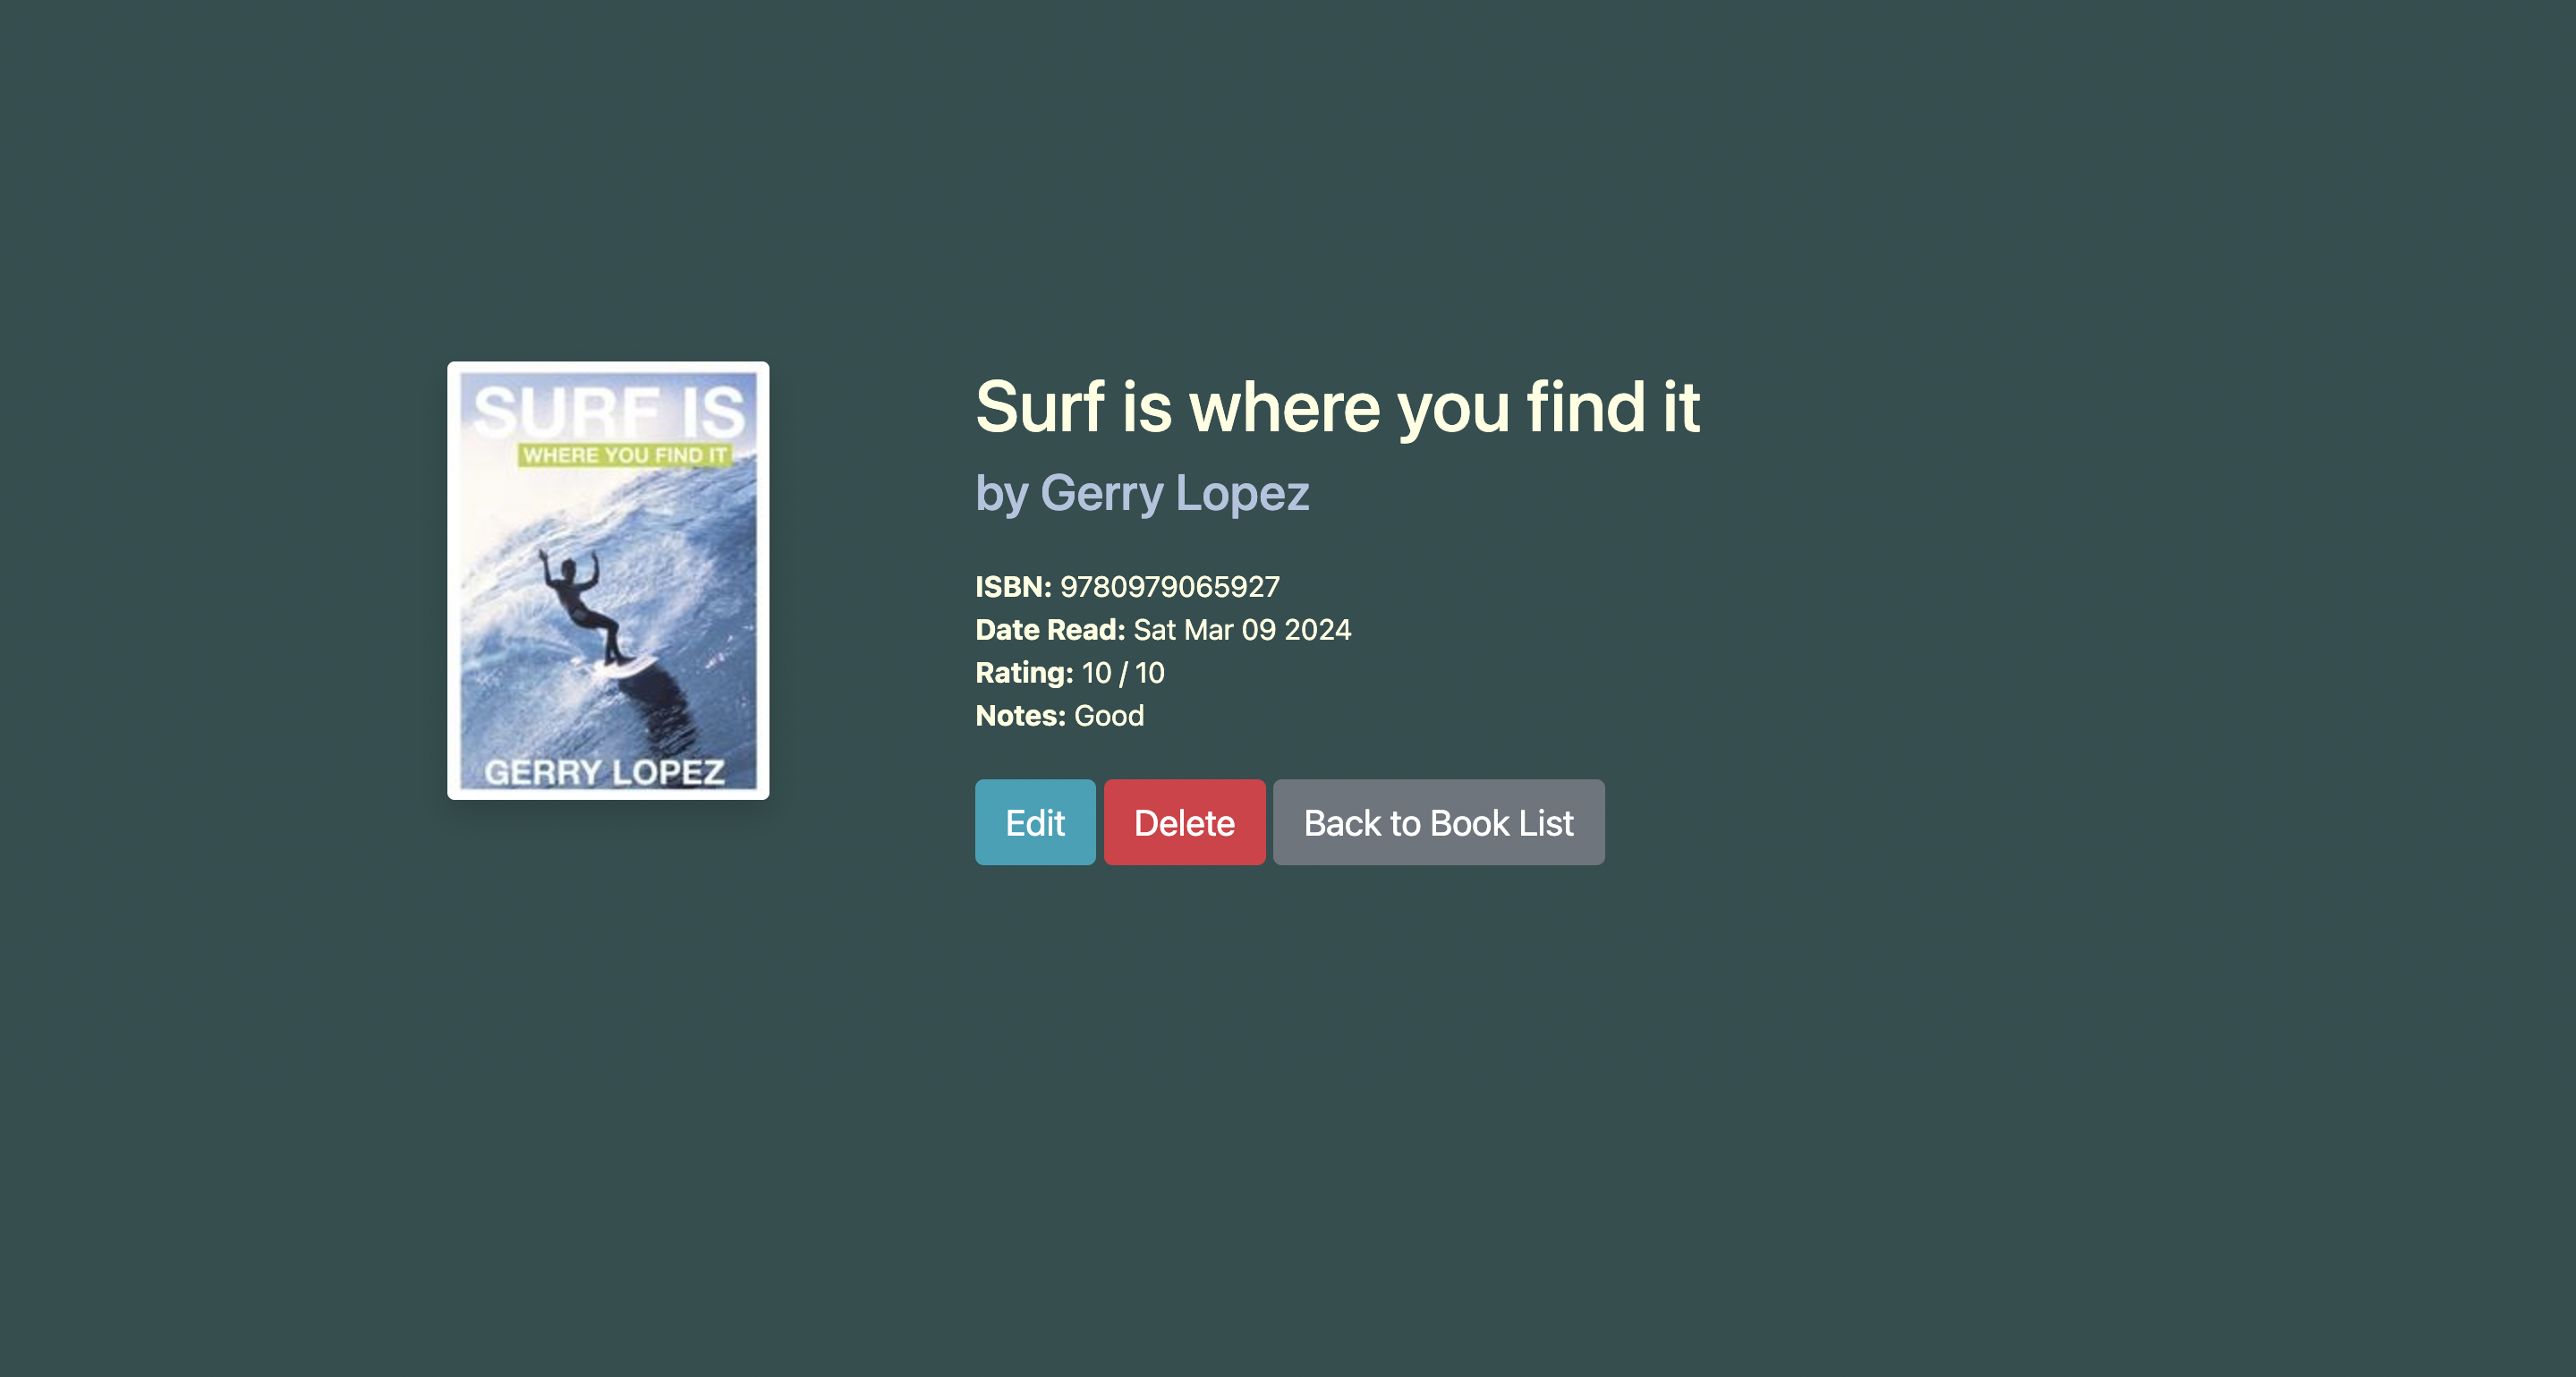 SURF IS
WHERE YOU FIND IT
GERRY LOPEZ
Surf is where you find it
by Gerry Lopez
ISBN: 9780979065927
Date Read: Sat Mar 09 2024
Rating: 10 / 10
Notes: Good
Edit
Delete
Back to Book List